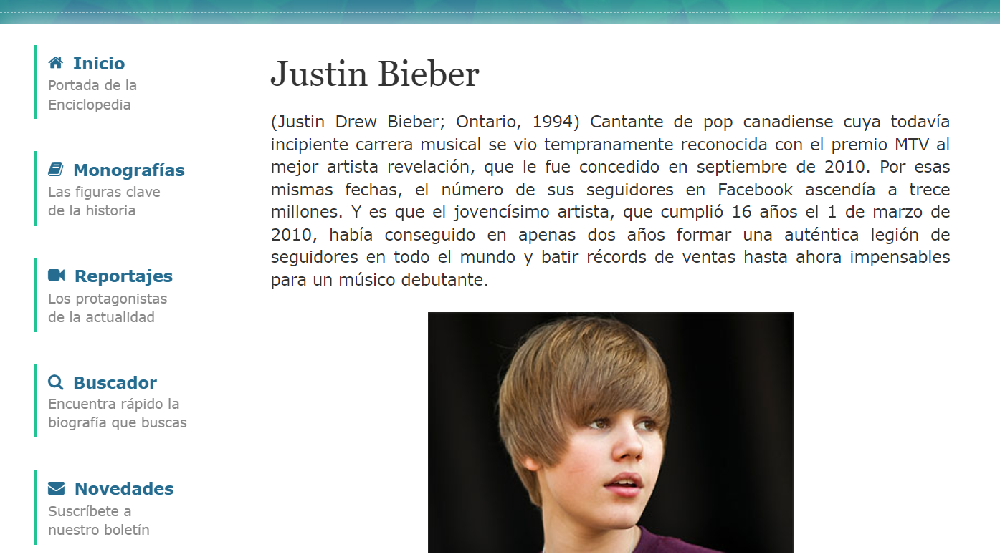 Inicio
Portada de la
Enciclopedia
Monografías
Las figuras clave
de la historia
Reportajes
Los protagonistas
de la actualidad
Buscador
Encuentra rápido la
biografía que buscas
Novedades
Suscríbete a
nuestro boletín
Justin Bieber
(Justin Drew Bieber; Ontario, 1994) Cantante de pop canadiense cuya todavía
incipiente carrera musical se vio tempranamente reconocida con el premio MTV al
mejor artista revelación, que le fue concedido en septiembre de 2010. Por esas
mismas fechas, el número de sus seguidores en Facebook ascendía a trece
millones. Y es que el jovencísimo artista, que cumplió 16 años el 1 de marzo de
2010, había conseguido en apenas dos años formar una auténtica legión de
seguidores en todo el mundo y batir récords de ventas hasta ahora impensables
para un músico debutante.